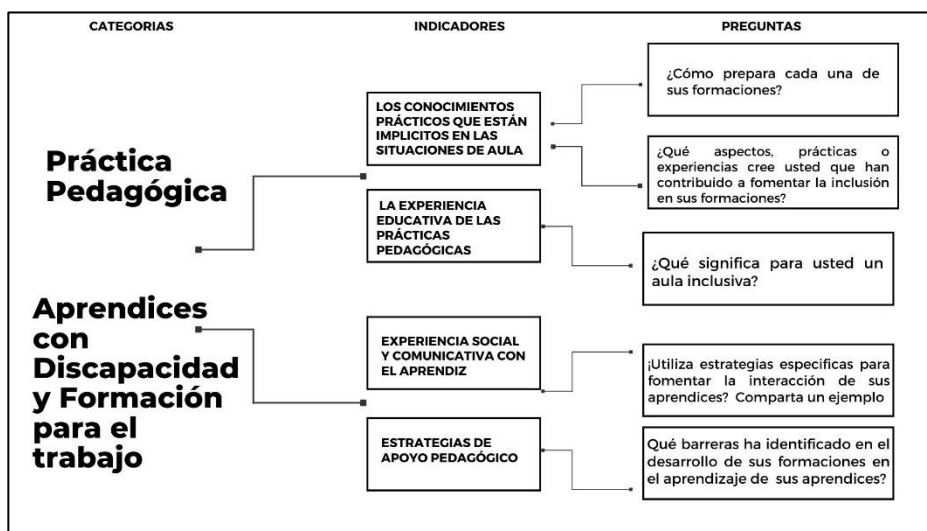 CATEGORIAS
INDICADORES
PREGUNTAS
Práctica
Pedagógica
LOS CONOCIMIENTOS
PRÁCTICOS QUE ESTÁN
IMPLICITOS EN LAS
SITUACIONES DE AULA
¿Cómo prepara cada una de
sus formaciones?
¿Qué aspectos, prácticas o
experiencias cree usted que han
contribuido a fomentar la inclusión
en sus formaciones?
LA EXPERIENCIA
EDUCATIVA DE LAS
PRÁCTICAS
PEDAGÓGICAS
¿Qué significa para usted un
aula inclusiva?
Aprendices
con
Discapacidad
y Formación
para el
trabajo
EXPERIENCIA SOCIAL
Y COMUNICATIVA CON
EL APRENDIZ
¡Utiliza estrategias específicas para
fomentar la interacción de sus
aprendices? Comparta un ejemplo
ESTRATEGIAS DE
APOYO PEDAGÓGICO
Qué barreras ha identificado en el
desarrollo de sus formaciones en
el aprendizaje de sus aprendices?